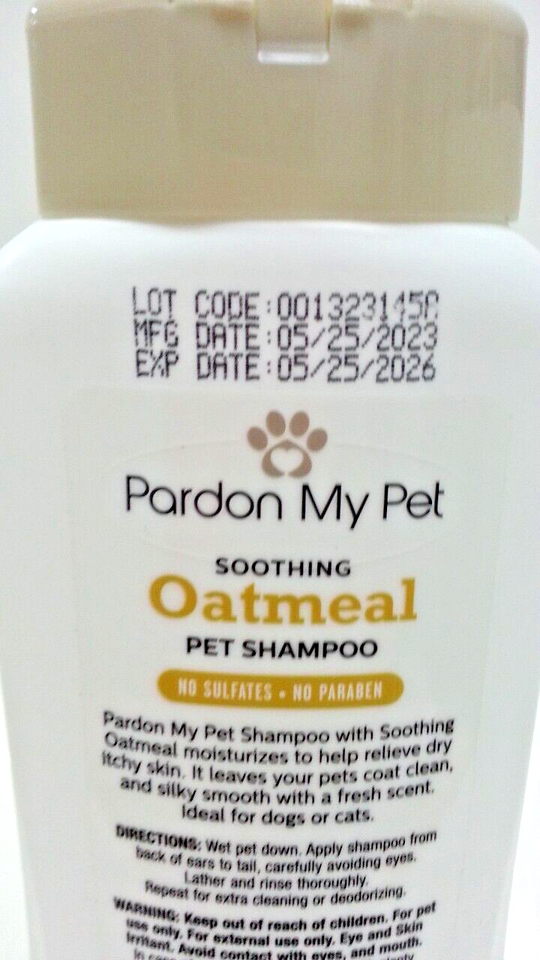 LOT CODE:001323145A
MFG DATE:05/25/2023
EXP DATE:05/25/2026
Pardon My Pet
SOOTHING
Oatmeal
PET SHAMPOO
NO SULFATES • NO PARABEN
Pardon My Pet Shampoo with Soothing
Oatmeal moisturizes to help relieve dry
itchy skin. It leaves your pets coat clean,
and silky smooth with a fresh scent.
Ideal for dogs or cats.
DIRECTIONS: Wet pet down. Apply shampoo from
back of ears to tail, carefully avoiding eyes.
Lather and rinse thoroughly.
Repeat for extra cleaning or deodorizing.
WARNING: Keep out of reach of children. For pet
use only. For external use only. Eye and Skin
Irritant. Avoid contact with eyes, and mouth.